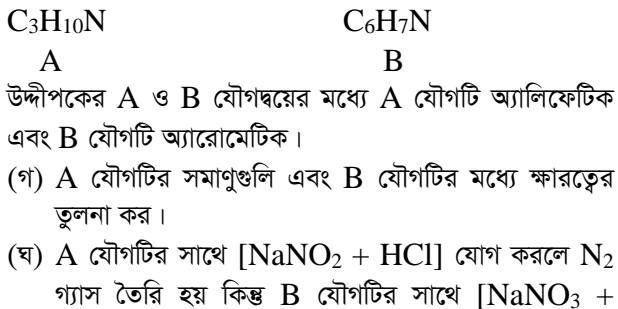 C₃H₁₀N C₆H₇N
A B
উদ্দীপকের A ও B যৌগদ্বয়ের মধ্যে A যৌগটি অ্যালিফেটিক
এবং B যৌগটি অ্যারোমেটিক।
(গ) A যৌগটির সমাণুগুলি এবং B যৌগটির মধ্যে ক্ষারত্বের
তুলনা কর।
(ঘ) A যৌগটির সাথে [NaNO₂ + HCl] যোগ করলে N₂
গ্যাস তৈরি হয় কিন্তু B যৌগটির সাথে [NaNO₃ +